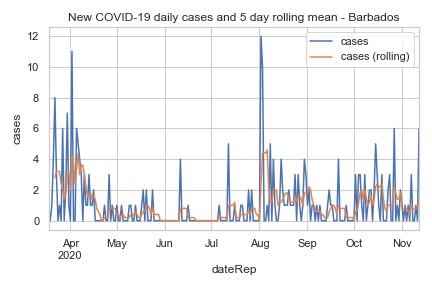 New COVID-19 daily cases and 5 day rolling mean - Barbados
cases
cases (rolling)
12
10
8
6
4
2
0
cases
Apr
2020
May
Jun
Jul
Aug
Sep
Oct
Nov
dateRep